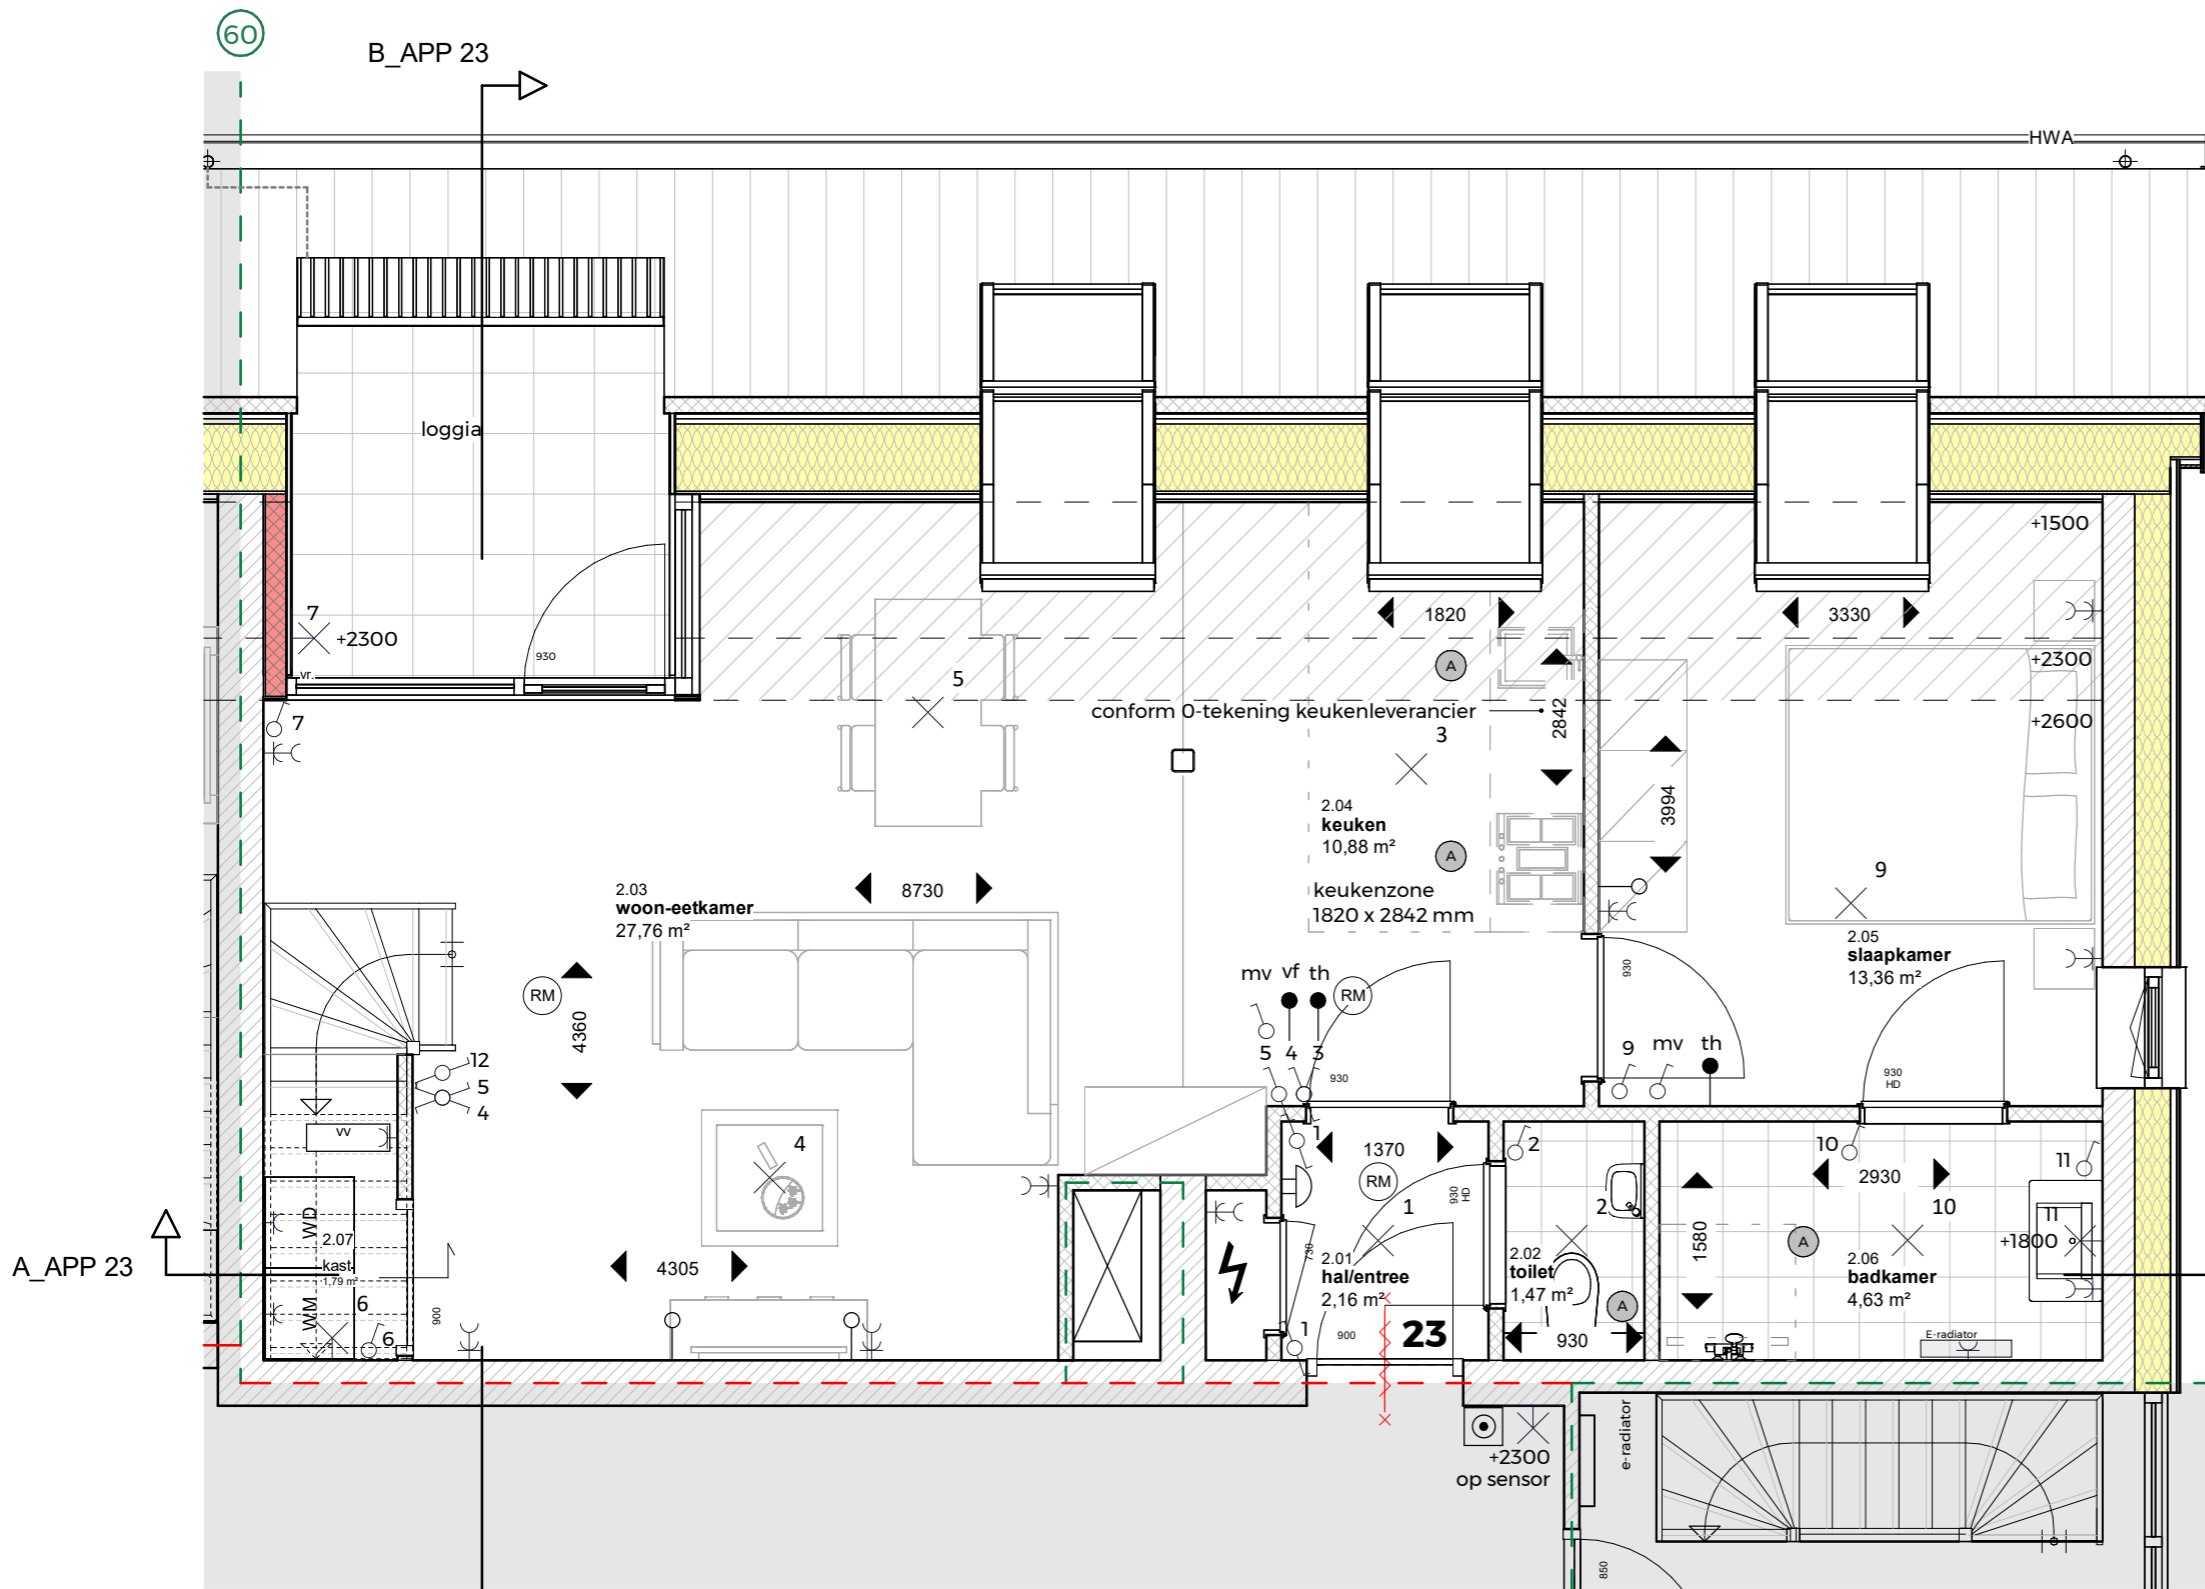 60
B_APP 23
HWA
loggia
+1500
7
+2300
930
vr.
1820
3330
A
+2300
5
7
conform 0-tekening keukenleverancier
2842
+2600
3
3994
2.04
keuken
10,88 m²
A
keukenzone
1820 x 2842 mm
8730
2.03
woon-eetkamer
27,76 m²
9
2.05
slaapkamer
13,36 m²
930
RM
4360
mv vf th
RM
5 4 3
930
9 mv th
930
HD
12
5
4
vv
4
1
1370
RM
930
HD
2
10
2930
11
A_APP 23
WD
2.07
kast
1,79 m²
WM
6
6
900
4305
730
1
2.01
hal/entree
2,16 m²
1
900
23
2
2.02
toilet
1,47 m²
A
930
1580
A
10
2.06
badkamer
4,63 m²
11
+1800
E-radiator
+2300
op sensor
e-radiator
850